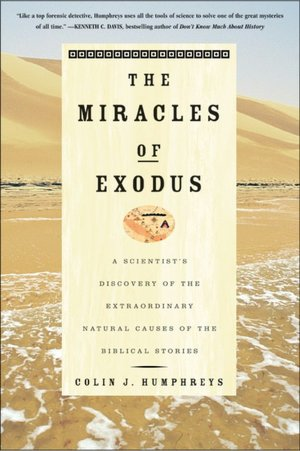 “Like a top forensic detective, Humphreys uses all the tools of science to solve one of the great mysteries
of all time.” —KENNETH C. DAVIS, bestselling author of Don’t Know Much About History
THE
MIRACLES
OF
EXODUS
A SCIENTIST’S
DISCOVERY OF THE
EXTRAORDINARY
NATURAL CAUSES OF THE
BIBLICAL STORIES
COLIN J. HUMPHREYS